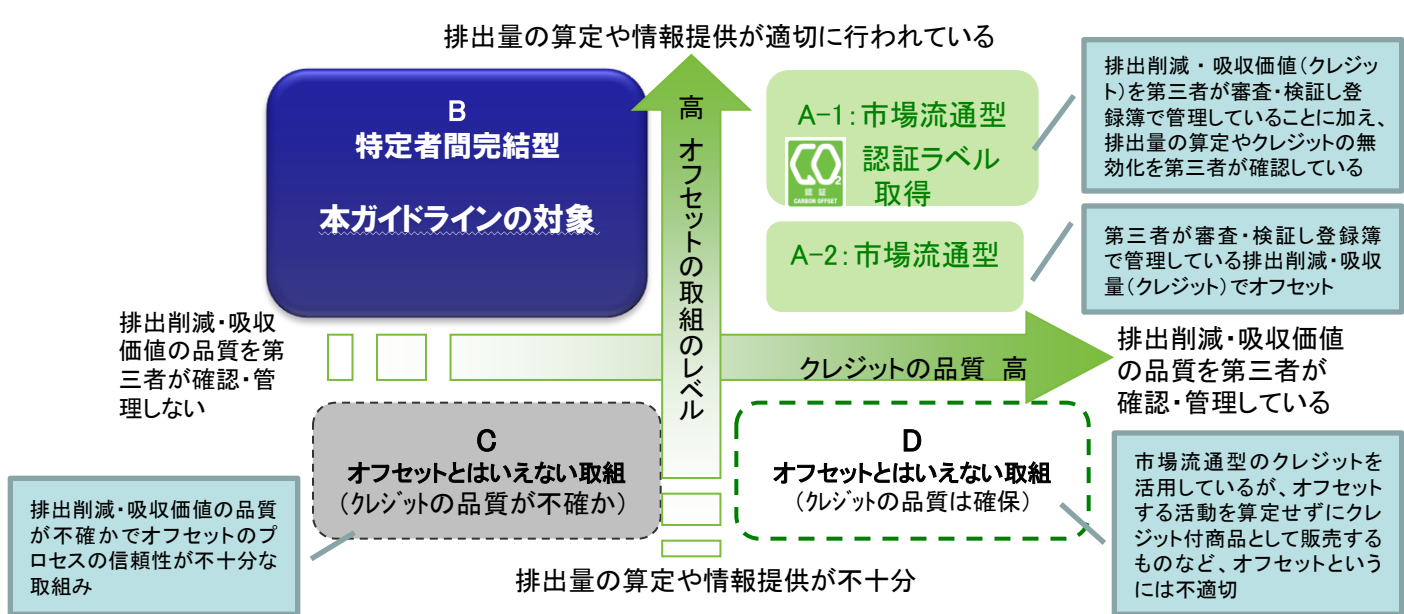 排出量の算定や情報提供が適切に行われている
B
特定者間完結型
本ガイドラインの対象
高 オフセットの取組のレベル
A-1:市場流通型
CO2
認証
CARBON OFFSET
認証ラベル
取得
排出削減・吸収価値(クレジッ
ト)を第三者が審査・検証し登
録簿で管理していることに加え、
排出量の算定やクレジットの無
効化を第三者が確認している
A-2:市場流通型
第三者が審査・検証し登録簿
で管理している排出削減・吸収
量(クレジット)でオフセット
排出削減・吸収
価値の品質を第
三者が確認・管
理しない
クレジットの品質 高
排出削減・吸収価値
の品質を第三者が
確認・管理している
C
オフセットとはいえない取組
(クレジットの品質が不確か)
D
オフセットとはいえない取組
(クレジットの品質は確保)
排出削減・吸収価値の品質
が不確かでオフセットのプ
ロセスの信頼性が不十分な
取組み
市場流通型のクレジットを
活用しているが、オフセット
する活動を算定せずにクレ
ジット付商品として販売する
ものなど、オフセットという
には不適切
排出量の算定や情報提供が不十分